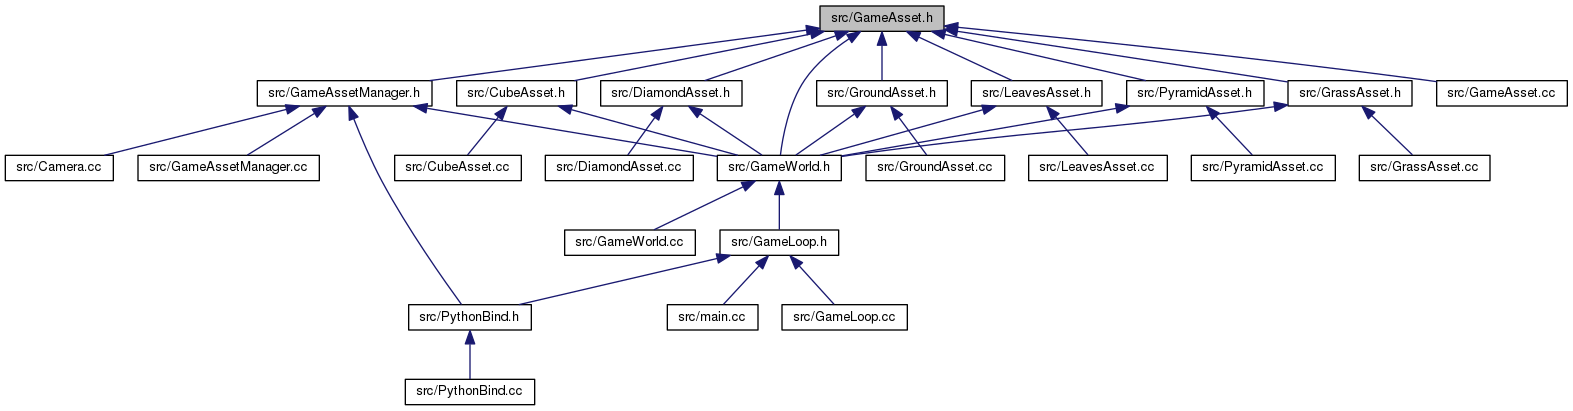 src/GameAsset.h
src/GameAssetManager.h
src/CubeAsset.h
src/DiamondAsset.h
src/GroundAsset.h
src/LeavesAsset.h
src/PyramidAsset.h
src/GrassAsset.h
src/GameAsset.cc
src/Camera.cc
src/GameAssetManager.cc
src/CubeAsset.cc
src/DiamondAsset.cc
src/GameWorld.h
src/GroundAsset.cc
src/LeavesAsset.cc
src/PyramidAsset.cc
src/GrassAsset.cc
src/GameWorld.cc
src/GameLoop.h
src/PythonBind.h
src/main.cc
src/GameLoop.cc
src/PythonBind.cc